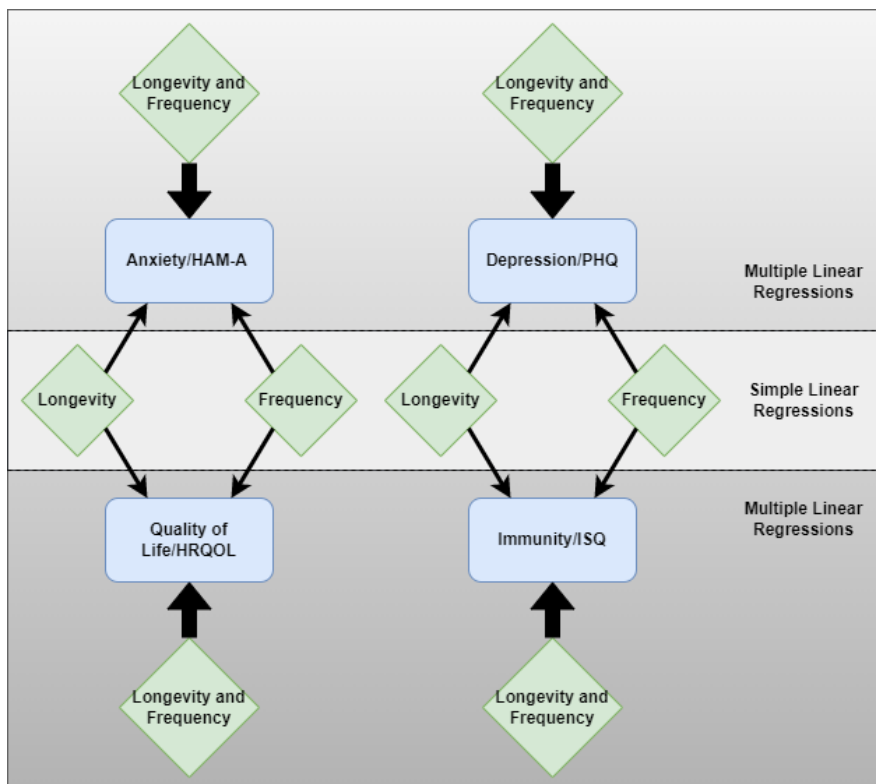 Longevity and
Frequency
Longevity and
Frequency
Anxiety/HAM-A
Depression/PHQ
Multiple Linear
Regressions
Longevity
Frequency
Longevity
Frequency
Simple Linear
Regressions
Quality of
Life/HRQOL
Immunity/ISQ
Multiple Linear
Regressions
Longevity and
Frequency
Longevity and
Frequency